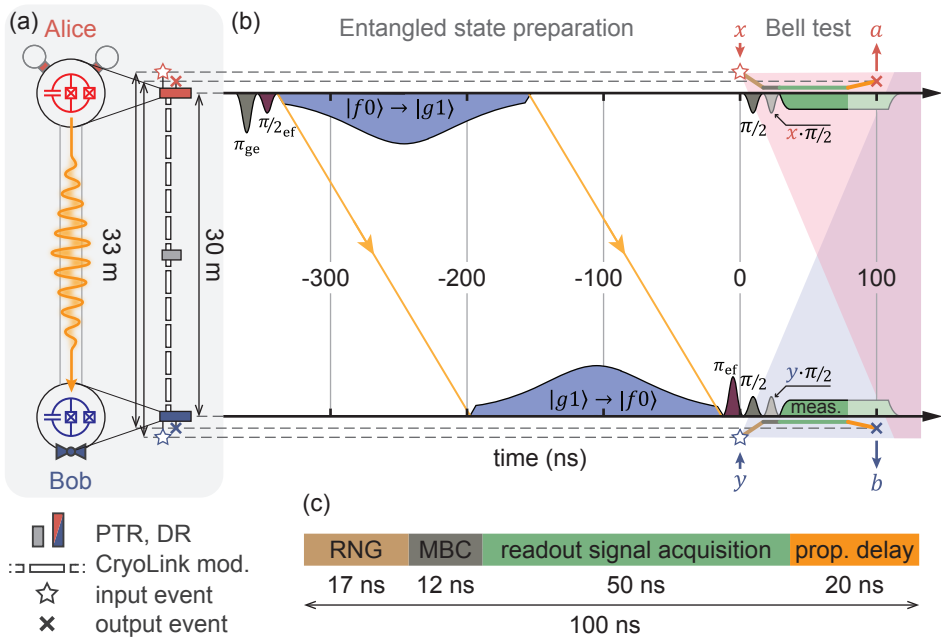 (a)
Alice
33 m
30 m
Bob
PTR, DR
CryoLink mod.
input event
output event
(b)
Entangled state preparation
Bell test
x
a
|f0⟩ → |g1⟩
π_ge
π/2_ef
π/2
x·π/2
-300
-200
-100
0
100
π_ef
π/2
y·π/2
|g1⟩ → |f0⟩
meas.
time (ns)
y
b
(c)
RNG
MBC
readout signal acquisition
prop. delay
17 ns
12 ns
50 ns
20 ns
100 ns